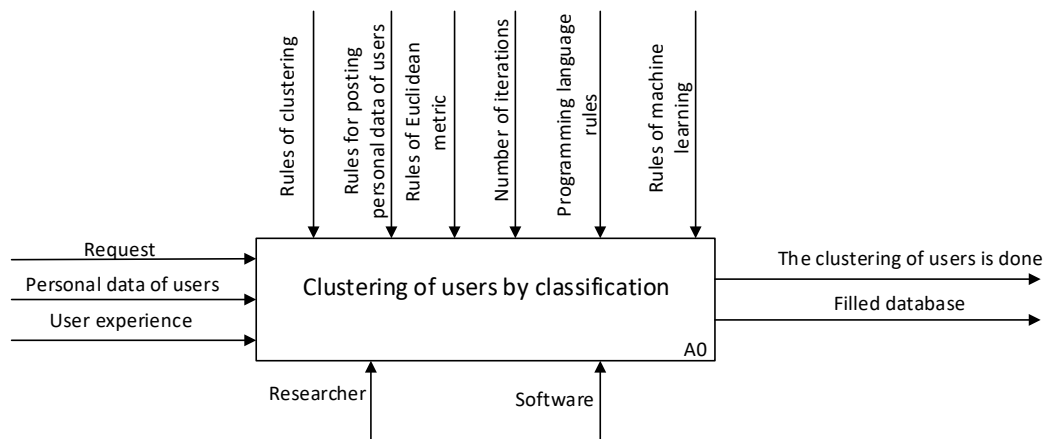 Rules of clustering
Rules for posting
personal data of users
Rules of Euclidean
metric
Number of iterations
Programming language
rules
Rules of machine
learning
Request
Personal data of users
User experience
Clustering of users by classification
A0
The clustering of users is done
Filled database
Researcher
Software